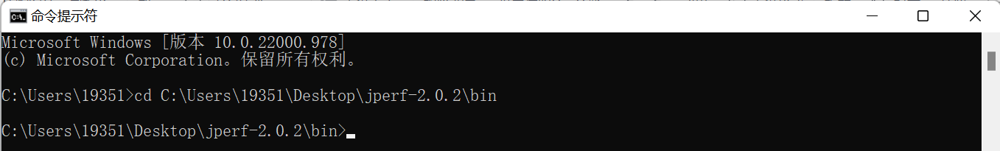 命令提示符
Microsoft Windows [版本 10.0.22000.978]
(c) Microsoft Corporation。保留所有权利。
C:\Users\19351>cd C:\Users\19351\Desktop\jperf-2.0.2\bin
C:\Users\19351\Desktop\jperf-2.0.2\bin>